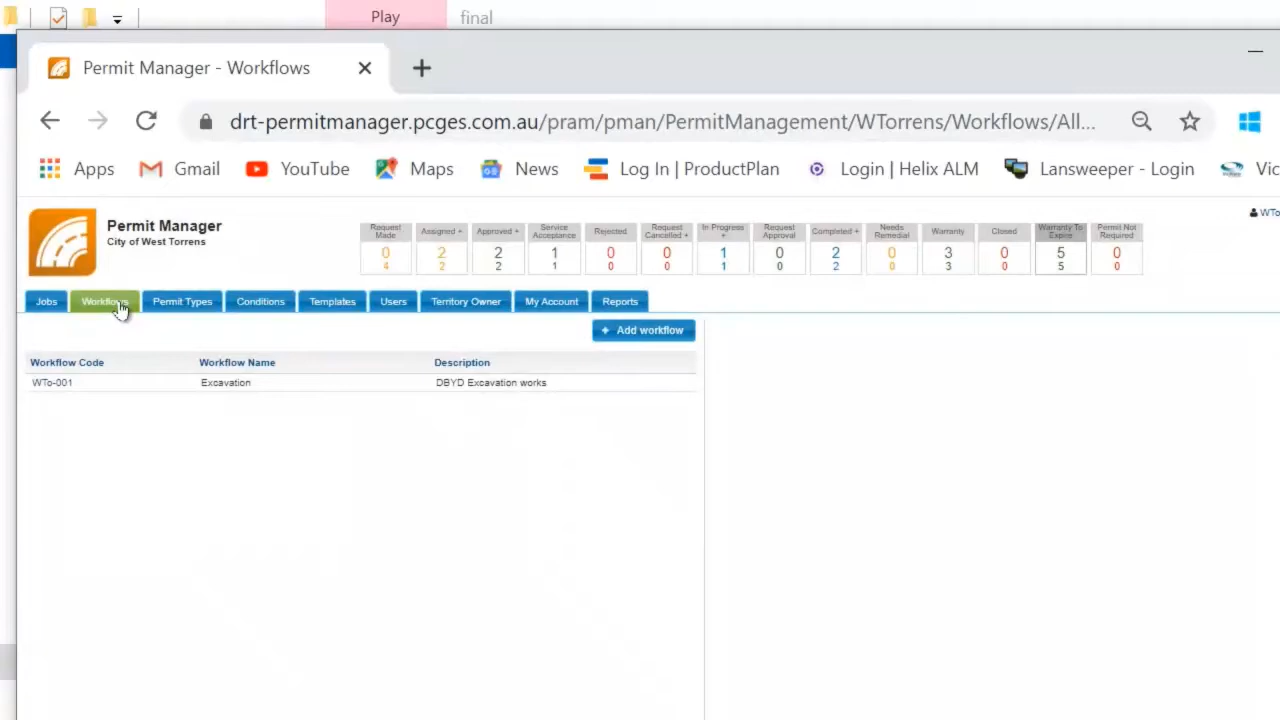 Play final
Permit Manager - Workflows
drt-permitmanager.pcges.com.au/pram/pman/PermitManagement/WTorrens/Workflows/All...
Apps Gmail YouTube Maps News Log In | ProductPlan Login | Helix ALM Lansweeper - Login Vic
Permit Manager
City of West Torrens
WTo
Request Made 0 4
Assigned + 2 2
Approved + 2 2
Service Acceptance 1 1
Rejected 0 0
Request Cancelled + 0 0
In Progress + 1 1
Request Approval 0 0
Completed + 2 2
Needs Remedial 0 0
Warranty 3 3
Closed 0 0
Warranty To Expire 5 5
Permit Not Required 0 0
Jobs Workflows Permit Types Conditions Templates Users Territory Owner My Account Reports
+ Add workflow
Workflow Code Workflow Name Description
WTo-001 Excavation DBYD Excavation works